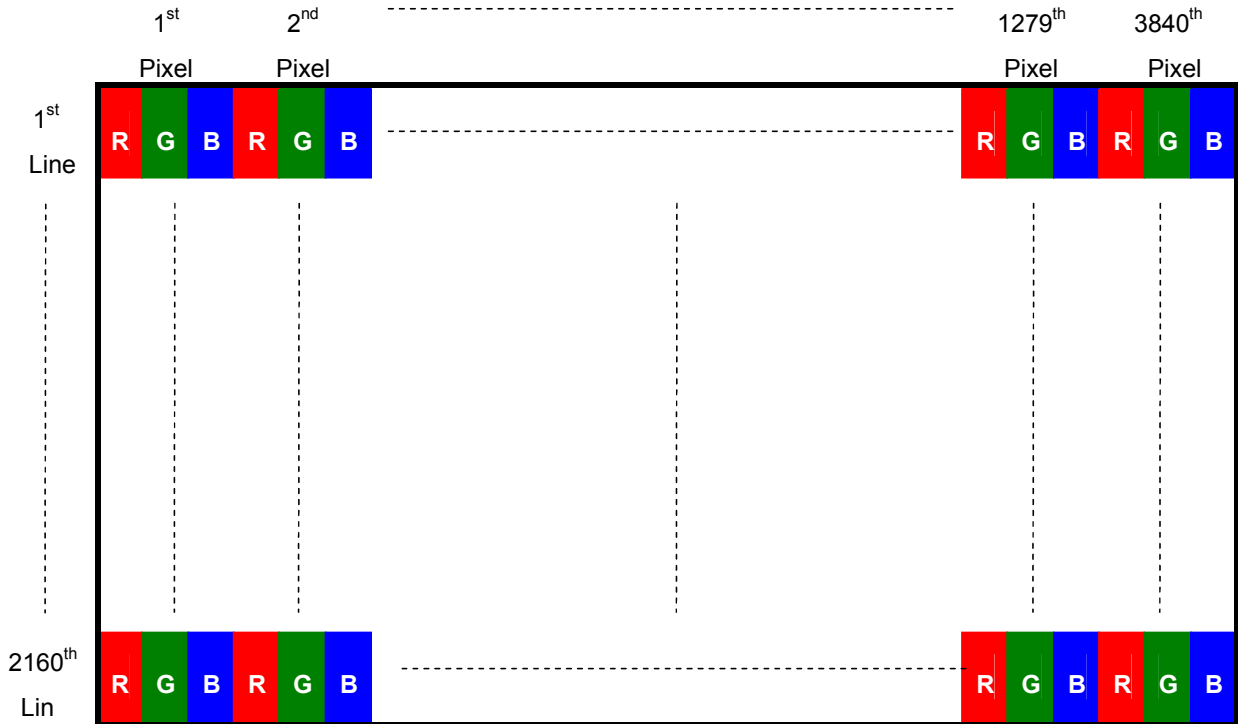 1st 2nd 1279th 3840th
Pixel Pixel Pixel Pixel
1st
Line
R G B R G B R G B R G B
2160th
Lin
R G B R G B R G B R G B